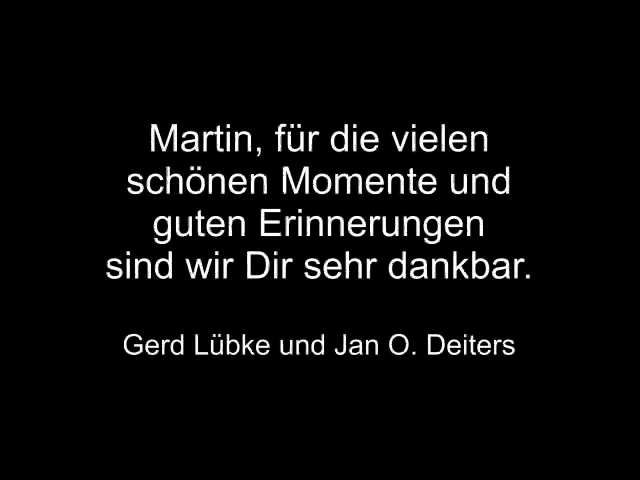 Martin, für die vielen
schönen Momente und
guten Erinnerungen
sind wir Dir sehr dankbar.
Gerd Lübke und Jan O. Deiters